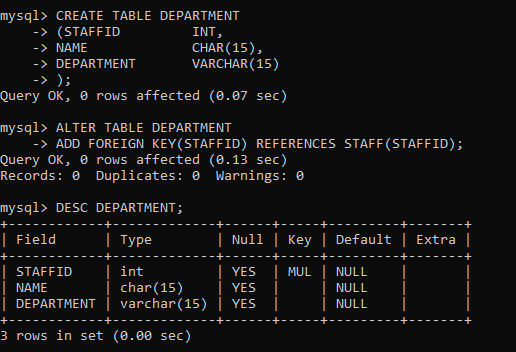 mysql> CREATE TABLE DEPARTMENT
    -> (STAFFID        INT,
    -> NAME            CHAR(15),
    -> DEPARTMENT      VARCHAR(15)
    -> );
Query OK, 0 rows affected (0.07 sec)

mysql> ALTER TABLE DEPARTMENT
    -> ADD FOREIGN KEY(STAFFID) REFERENCES STAFF(STAFFID);
Query OK, 0 rows affected (0.13 sec)
Records: 0  Duplicates: 0  Warnings: 0

mysql> DESC DEPARTMENT;
+------------+-------------+------+-----+---------+-------+
| Field      | Type        | Null | Key | Default | Extra |
+------------+-------------+------+-----+---------+-------+
| STAFFID    | int         | YES  | MUL | NULL    |       |
| NAME       | char(15)    | YES  |     | NULL    |       |
| DEPARTMENT | varchar(15) | YES  |     | NULL    |       |
+------------+-------------+------+-----+---------+-------+
3 rows in set (0.00 sec)